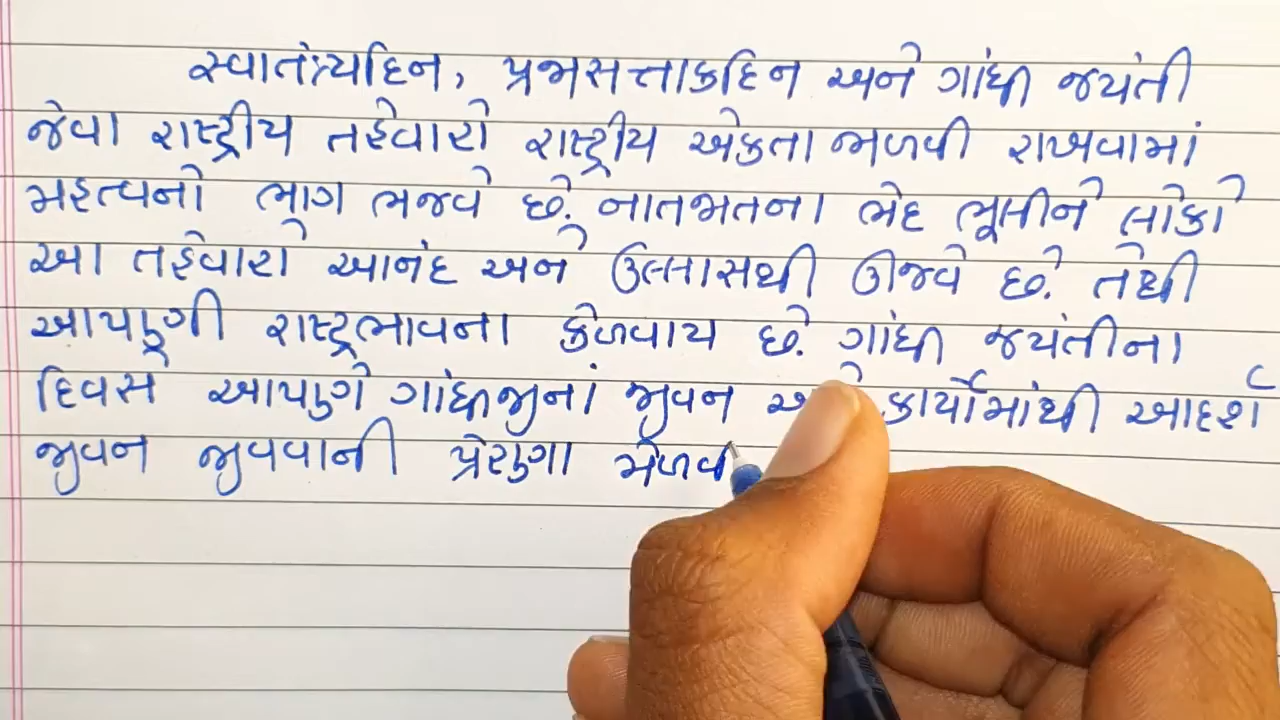 સ્વાતંત્ર્યદિન, પ્રજાસત્તાકદિન અને ગાંધી જયંતી
જેવા રાષ્ટ્રીય તહેવારો રાષ્ટ્રીય એકતા જાળવી રાખવામાં
મહત્વનો ભાગ ભજવે છે. નાતજાતના ભેદ ભૂલીને લોકો
આ તહેવારો આનંદ અને ઉલ્લાસથી ઊજવે છે. તેથી
આપણી રાષ્ટ્રભાવના કેળવાય છે. ગાંધી જયંતીના
દિવસે આપણે ગાંધીજીનાં જીવન કાર્યોમાંથી આદર્શ
જીવન જીવવાની પ્રેરણા મેળવી